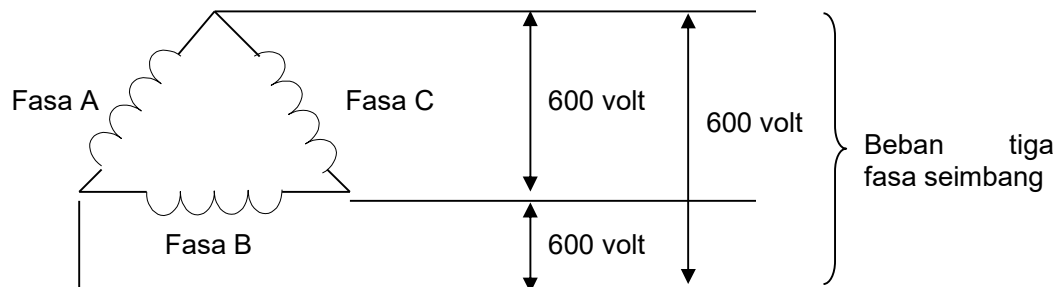 Fasa A
Fasa C
600 volt
600 volt
Beban tiga
fasa seimbang
Fasa B
600 volt